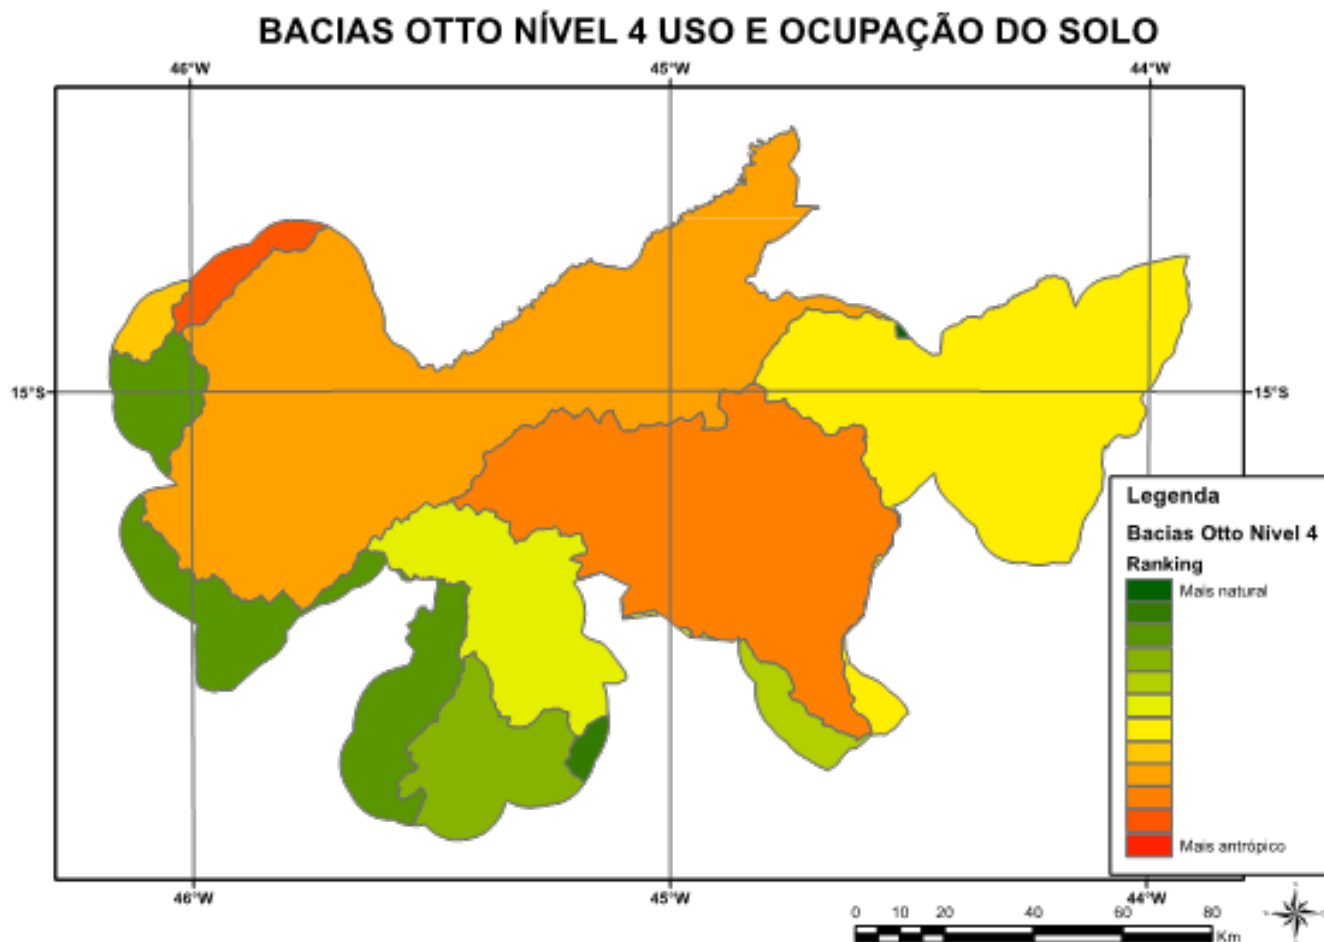 BACIAS OTTO NÍVEL 4 USO E OCUPAÇÃO DO SOLO
46°W 45°W 44°W
15°S 15°S
Legenda
Bacias Otto Nivel 4
Ranking
Mais natural
Mais antrópico
46°W 45°W 44°W
0 10 20 40 60 80
Km